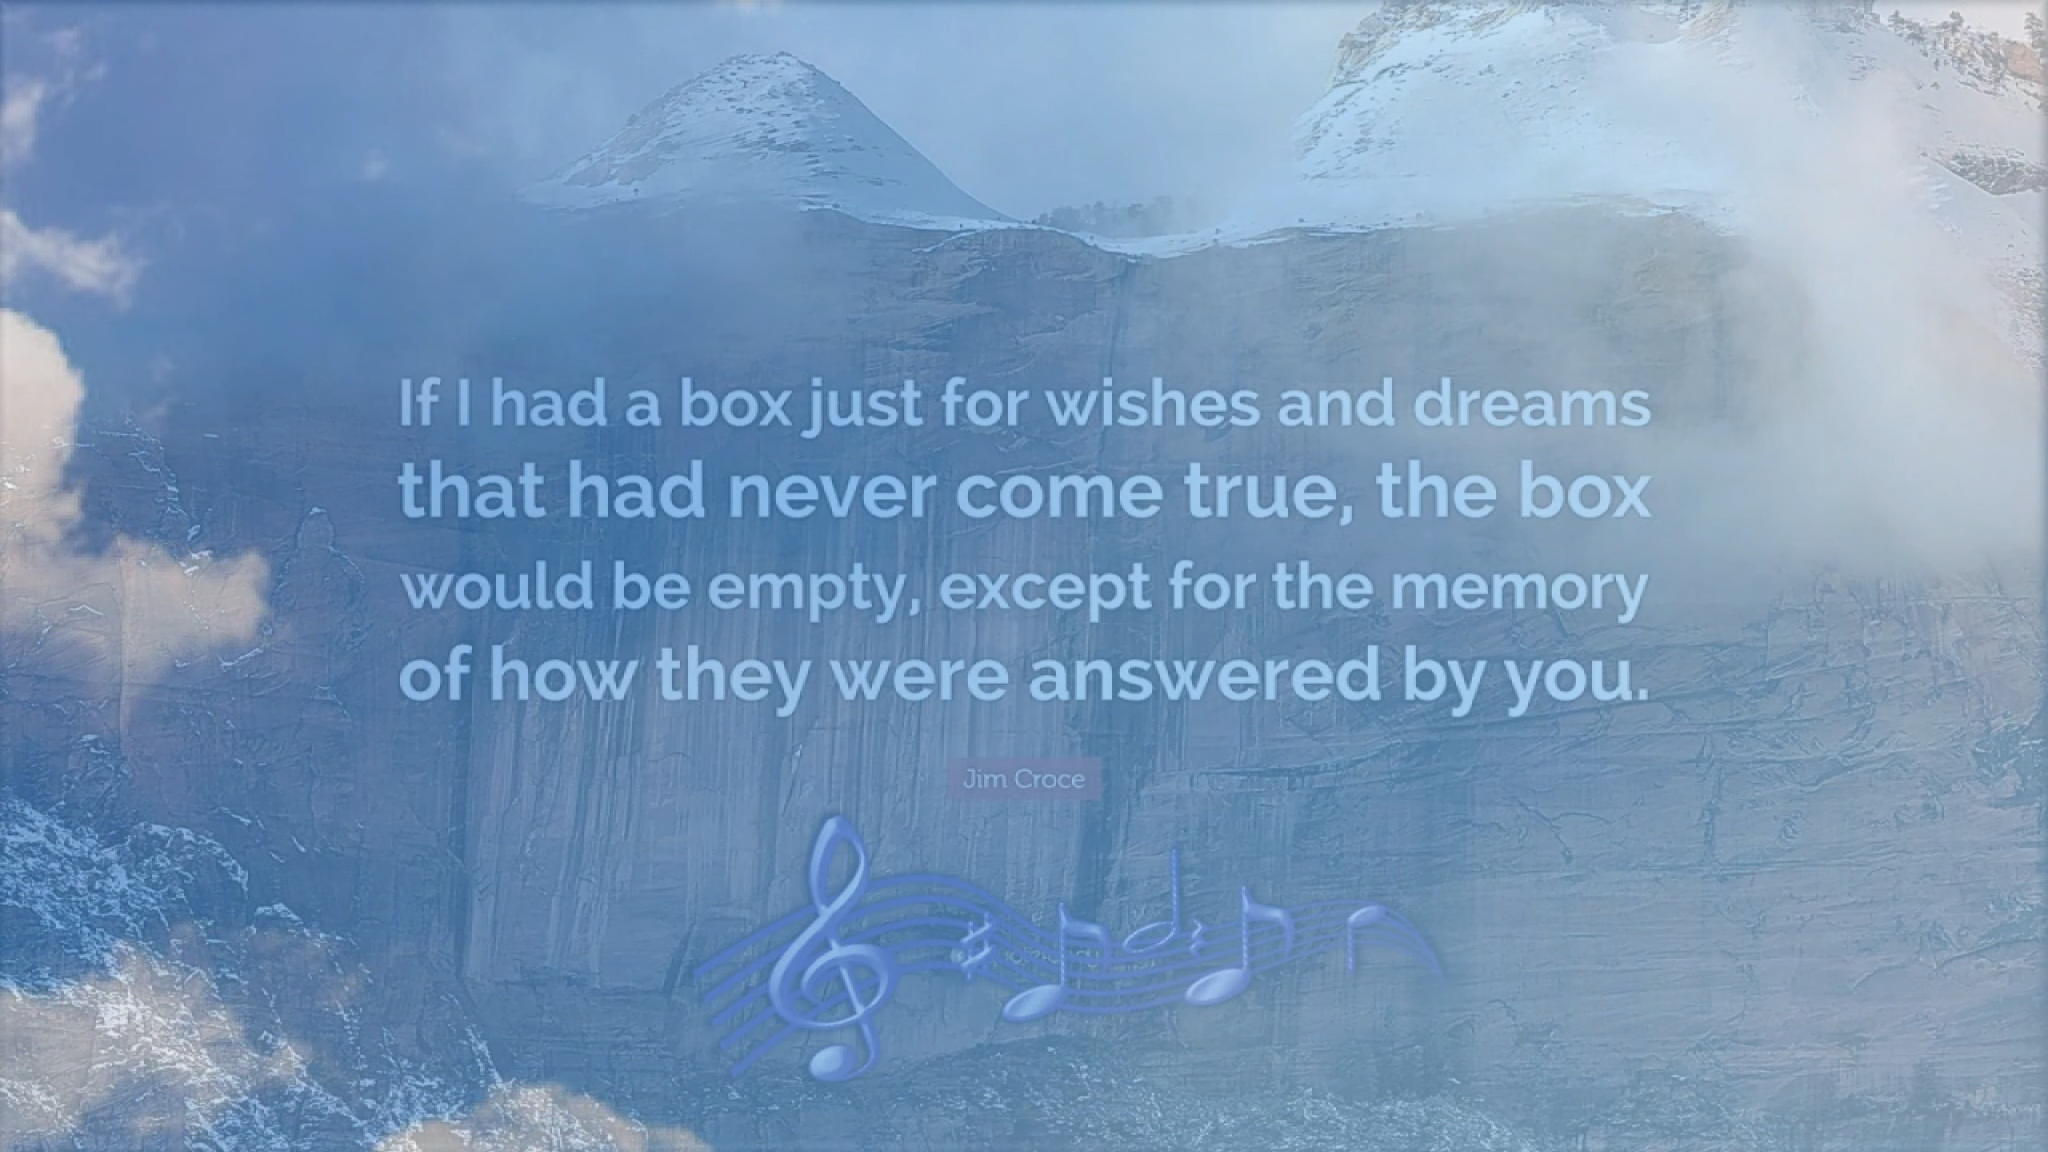 If I had a box just for wishes and dreams
that had never come true, the box
would be empty, except for the memory
of how they were answered by you.
Jim Croce